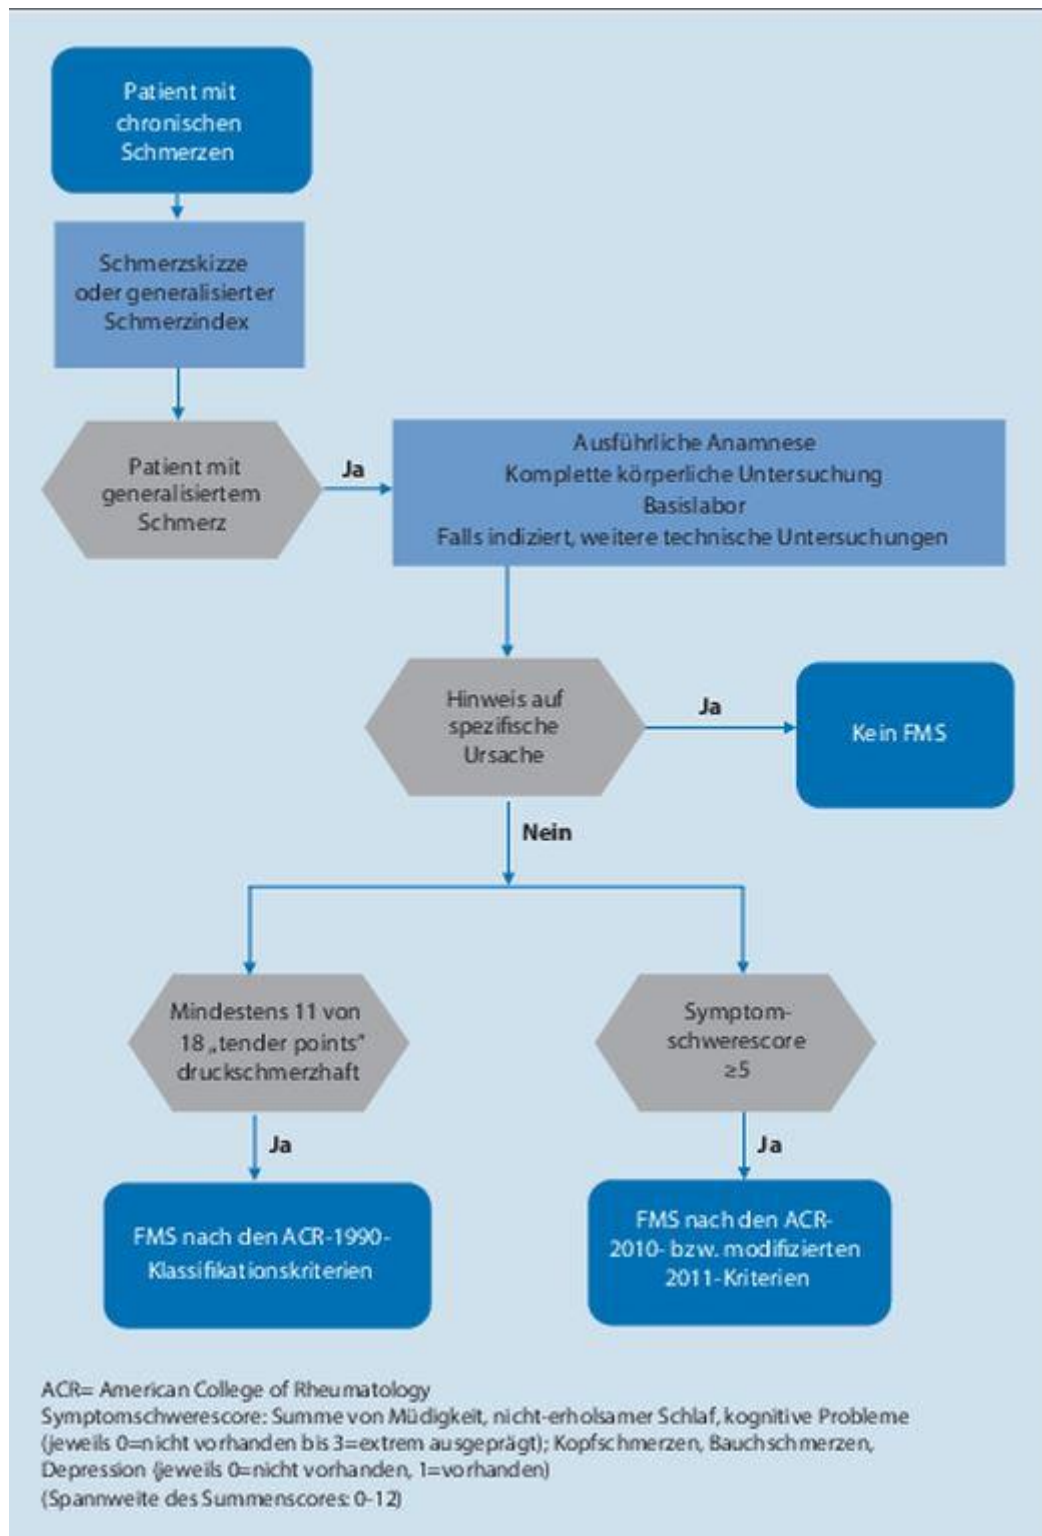 Patient mit
chronischen
Schmerzen
Schmerzskizze
oder generalisierter
Schmerzindex
Patient mit
generalisiertem
Schmerz
Ja
Ausführliche Anamnese
Komplette körperliche Untersuchung
Basislabor
Falls indiziert, weitere technische Untersuchungen
Hinweis auf
spezifische
Ursache
Ja
Kein FMS
Nein
Mindestens 11 von
18 „tender points“
druckschmerzhaft
Symptom-
schwerescore
≥5
Ja
Ja
FMS nach den ACR-1990-
Klassifikationskriterien
FMS nach den ACR-
2010- bzw. modifizierten
2011-Kriterien
ACR= American College of Rheumatology
Symptomschwerescore: Summe von Müdigkeit, nicht-erholsamer Schlaf, kognitive Probleme
(jeweils 0=nicht vorhanden bis 3=extrem ausgeprägt); Kopfschmerzen, Bauchschmerzen,
Depression (jeweils 0=nicht vorhanden, 1=vorhanden)
(Spannweite des Summenscores: 0-12)